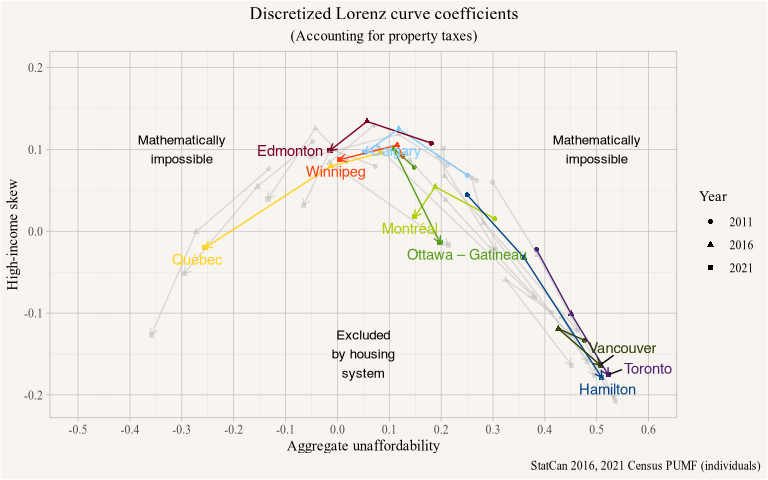 Discretized Lorenz curve coefficients
(Accounting for property taxes)
High-income skew
0.2
0.1
0.0
-0.1
-0.2
Mathematically
impossible
Mathematically
impossible
Edmonton
Calgary
Winnipeg
Montréal
Québec
Ottawa – Gatineau
Excluded
by housing
system
Vancouver
Toronto
Hamilton
Year
2011
2016
2021
-0.5 -0.4 -0.3 -0.2 -0.1 0.0 0.1 0.2 0.3 0.4 0.5 0.6
Aggregate unaffordability
StatCan 2016, 2021 Census PUMF (individuals)